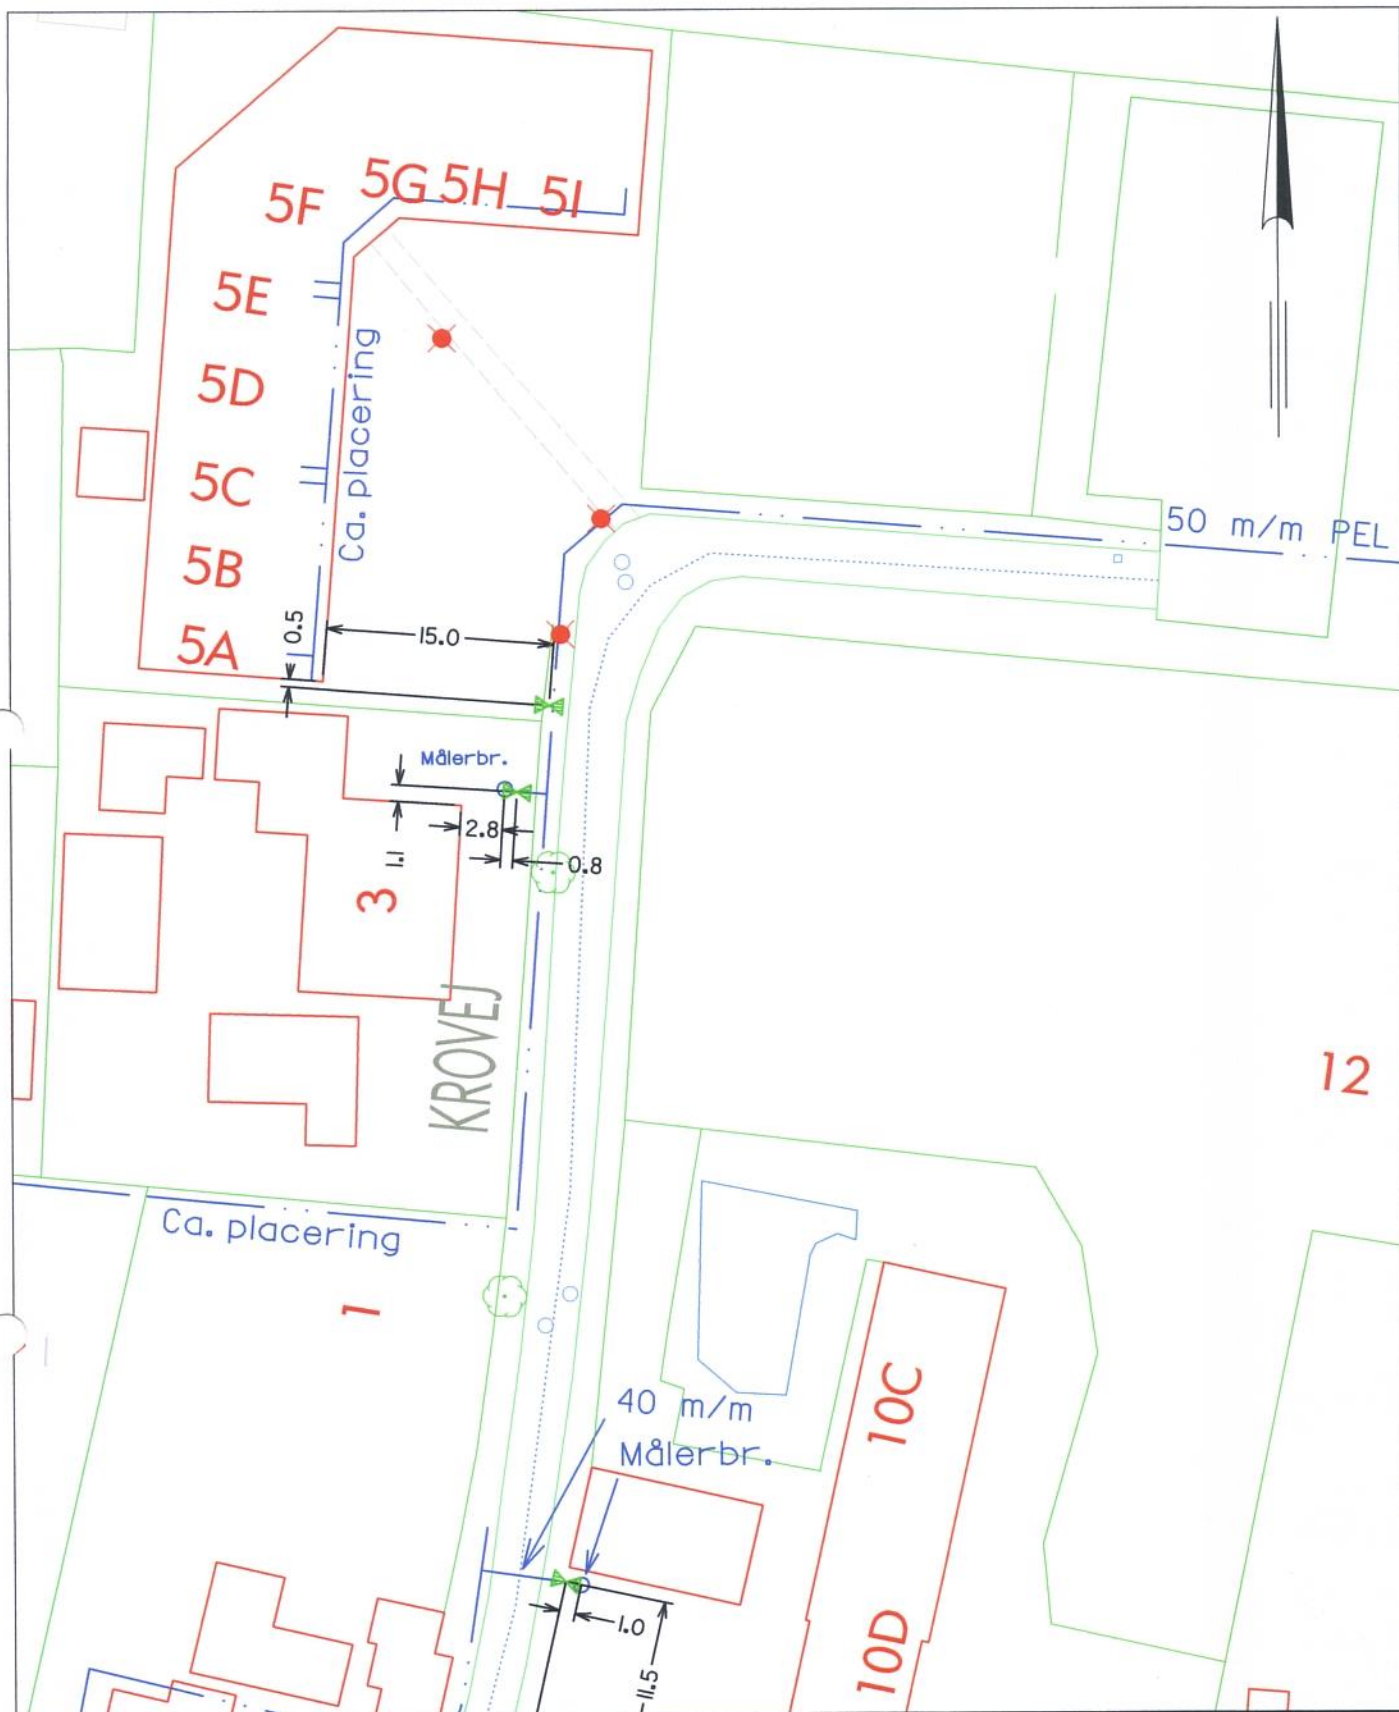 5G 5H 5I
5F
5E
5D
Ca. placering
5C
50 m/m PEL
5B
0.5
15.0
5A
Målerbr.
2.8
1.1
0.8
3
KROVEJ
12
Ca. placering
1
40 m/m
Målerbr.
10C
1.0
11.5
10D